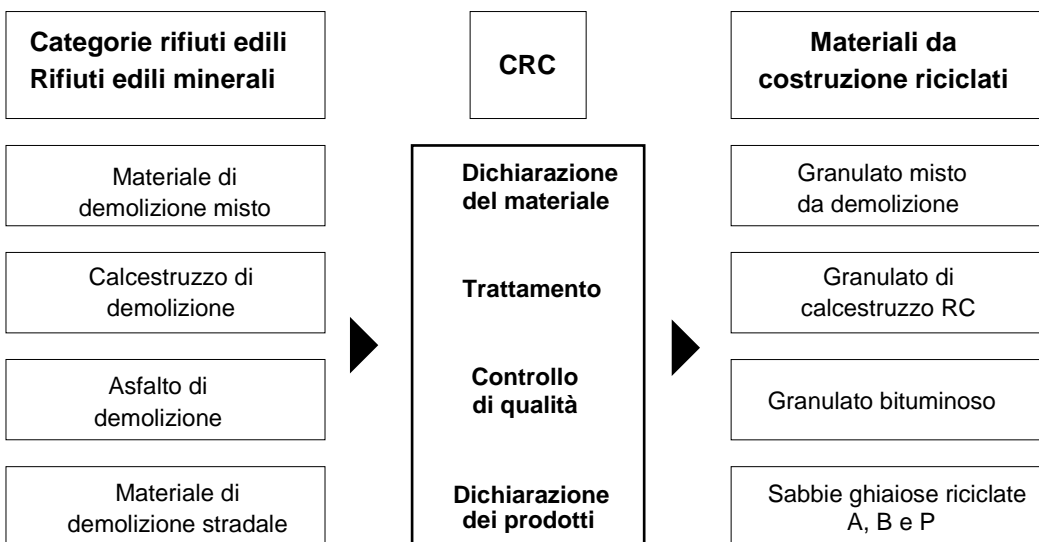 Categorie rifiuti edili
Rifiuti edili minerali
CRC
Materiali da
costruzione riciclati
Materiale di
demolizione misto
Calcestruzzo di
demolizione
Asfalto di
demolizione
Materiale di
demolizione stradale
Dichiarazione
del materiale
Trattamento
Controllo
di qualità
Dichiarazione
dei prodotti
Granulato misto
da demolizione
Granulato di
calcestruzzo RC
Granulato bituminoso
Sabbie ghiaiose riciclate
A, B e P